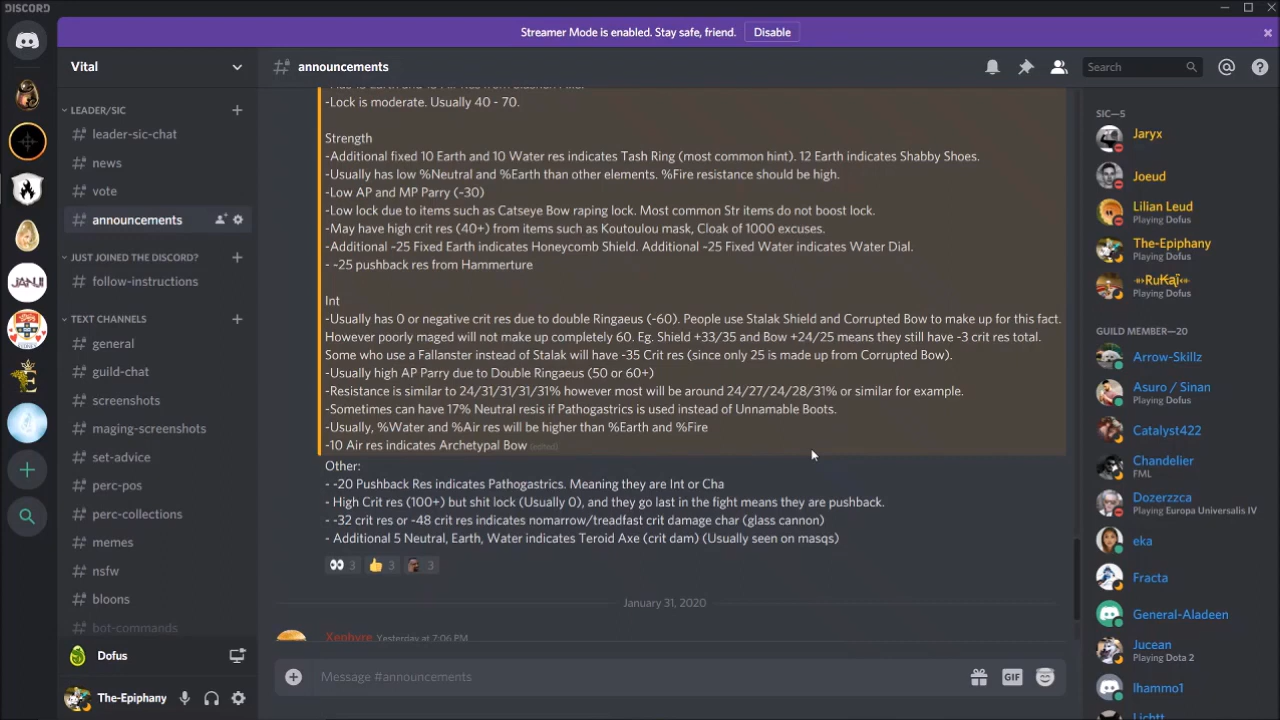 DISCORD
Streamer Mode is enabled. Stay safe, friend.
Disable
Vital
announcements
Search
LEADER/SIC
leader-sic-chat
news
vote
announcements
JUST JOINED THE DISCORD?
follow-instructions
TEXT CHANNELS
general
guild-chat
screenshots
maging-screenshots
set-advice
perc-pos
perc-collections
memes
nsfw
bloons
bot-commands
Dofus
The-Epiphany
JANJI
-Lock is moderate. Usually 40 - 70.
Strength
-Additional fixed 10 Earth and 10 Water res indicates Tash Ring (most common hint). 12 Earth indicates Shabby Shoes.
-Usually has low %Neutral and %Earth than other elements. %Fire resistance should be high.
-Low AP and MP Parry (-30)
-Low lock due to items such as Catseye Bow raping lock. Most common Str items do not boost lock.
-May have high crit res (40+) from items such as Koutoulou mask, Cloak of 1000 excuses.
-Additional ~25 Fixed Earth indicates Honeycomb Shield. Additional ~25 Fixed Water indicates Water Dial.
- ~25 pushback res from Hammerture
Int
-Usually has 0 or negative crit res due to double Ringaeus (-60). People use Stalak Shield and Corrupted Bow to make up for this fact.
However poorly maged will not make up completely 60. Eg. Shield +33/35 and Bow +24/25 means they still have -3 crit res total.
Some who use a Fallanster instead of Stalak will have -35 Crit res (since only 25 is made up from Corrupted Bow).
-Usually high AP Parry due to Double Ringaeus (50 or 60+)
-Resistance is similar to 24/31/31/31/31% however most will be around 24/27/24/28/31% or similar for example.
-Sometimes can have 17% Neutral resis if Pathogastrics is used instead of Unnamable Boots.
-Usually, %Water and %Air res will be higher than %Earth and %Fire
-10 Air res indicates Archetypal Bow (edited)
Other:
- -20 Pushback Res indicates Pathogastrics. Meaning they are Int or Cha
- High Crit res (100+) but shit lock (Usually 0), and they go last in the fight means they are pushback.
- -32 crit res or -48 crit res indicates nomarrow/treadfast crit damage char (glass cannon)
- Additional 5 Neutral, Earth, Water indicates Teroid Axe (crit dam) (Usually seen on masqs)
3
3
3
January 31, 2020
Xephyre Yesterday at 7:06 PM
Message #announcements
GIF
SIC—5
Jaryx
Joeud
Lilian Leud
Playing Dofus
The-Epiphany
Playing Dofus
Playing Dofus
GUILD MEMBER—20
Arrow-Skillz
Asuro / Sinan
Playing Dofus
Catalyst422
Chandelier
FML
Dozerzzca
Playing Europa Universalis IV
eka
Fracta
General-Aladeen
Jucean
Playing Dota 2
lhammo1
Lichtt